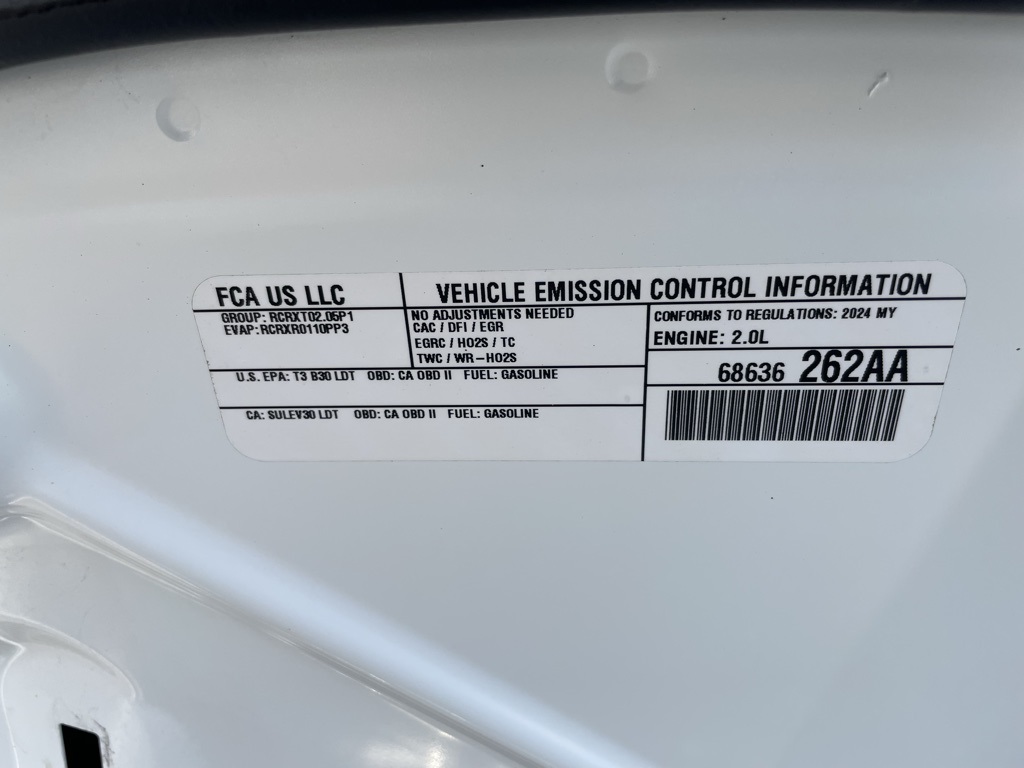 FCA US LLC
GROUP: RCRXT02.05P1
EVAP:RCRXR0110PP3
VEHICLE EMISSION CONTROL INFORMATION
NO ADJUSTMENTS NEEDED
CAC / DFI / EGR
EGRC / HO2S / TC
TWC / WR-HO2S
CONFORMS TO REGULATIONS: 2024 MY
ENGINE: 2.0L
68636 262AA
U.S. EPA: T3 B30 LDT OBD: CA OBD II FUEL: GASOLINE
CA: SULEV30 LDT OBD: CA OBD II FUEL: GASOLINE